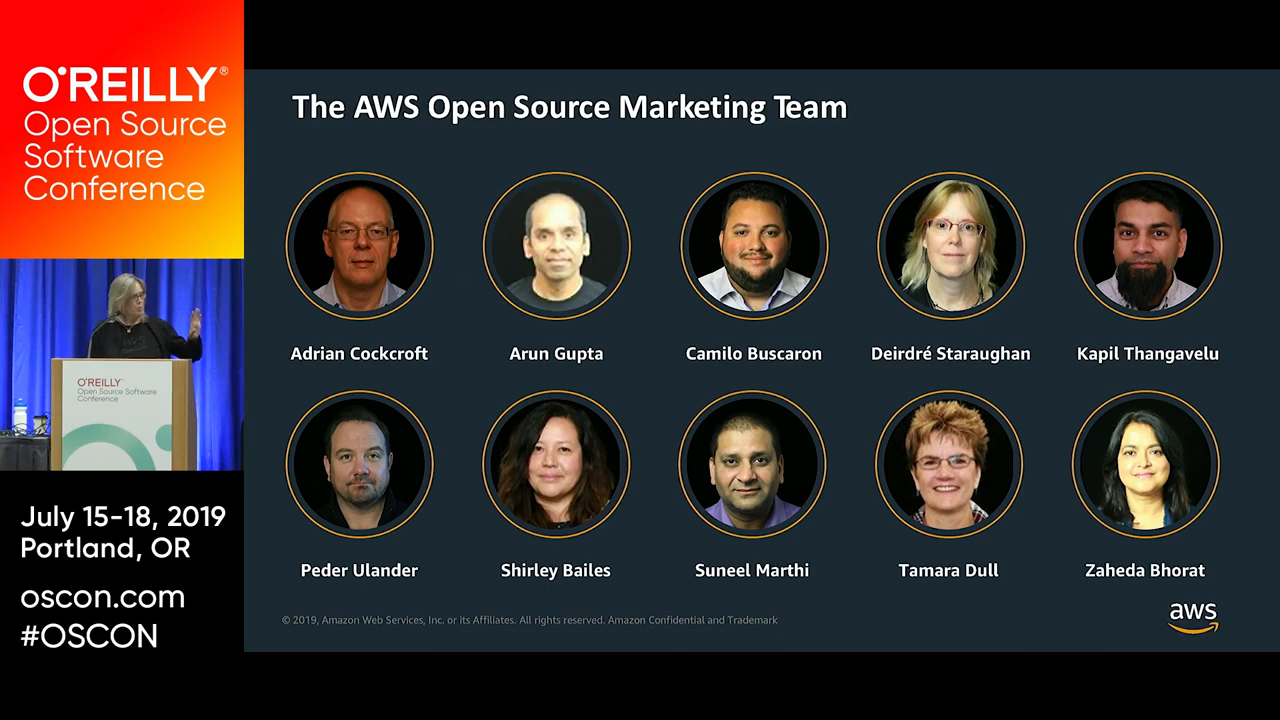 O'REILLY®
Open Source
Software
Conference
O'REILLY
Open Source Software
Conference
July 15-18, 2019
Portland, OR
oscon.com
#OSCON
The AWS Open Source Marketing Team
Adrian Cockcroft
Arun Gupta
Camilo Buscaron
Deirdré Staraughan
Kapil Thangavelu
Peder Ulander
Shirley Bailes
Suneel Marthi
Tamara Dull
Zaheda Bhorat
© 2019, Amazon Web Services, Inc. or its Affiliates. All rights reserved. Amazon Confidential and Trademark
aws